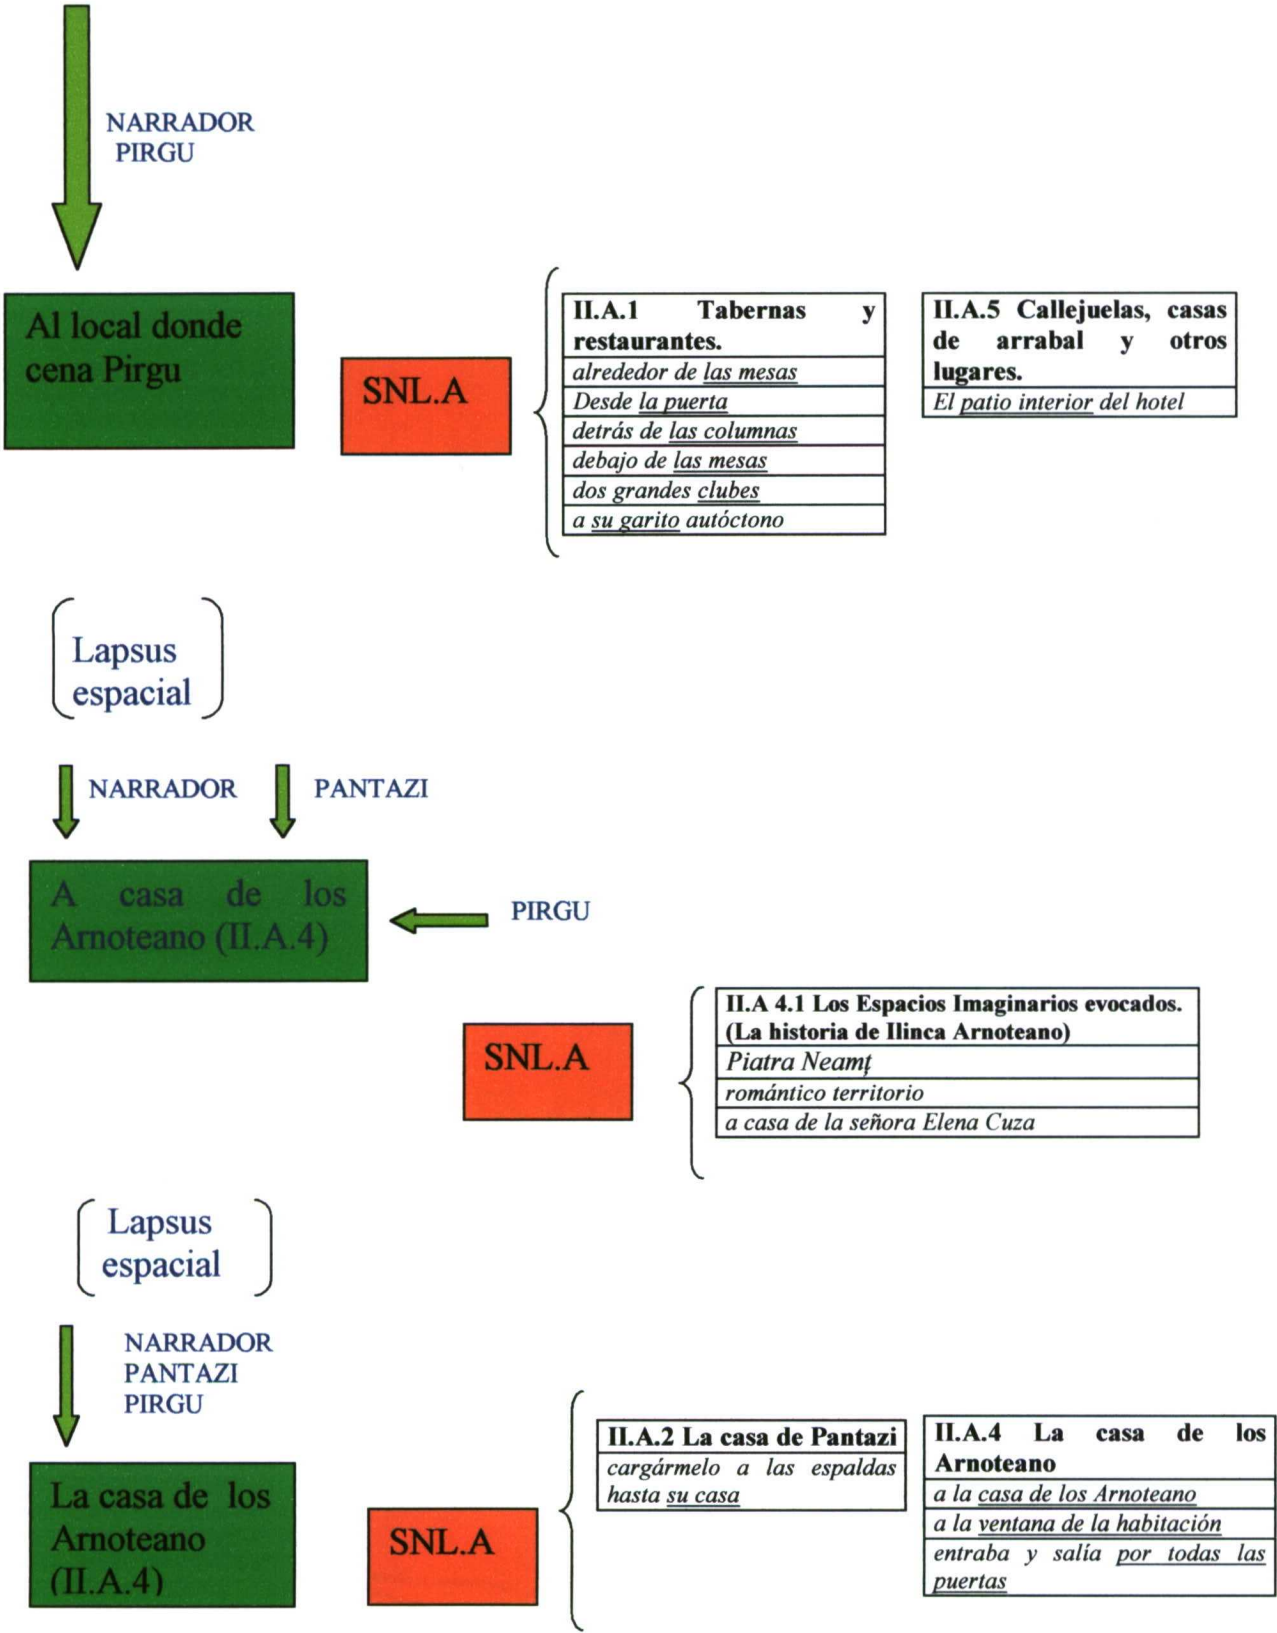 NARRADOR
PIRGU
Al local donde
cena Pirgu
SNL.A
II.A.1 Tabernas y
restaurantes.
alrededor de las mesas
Desde la puerta
detrás de las columnas
debajo de las mesas
dos grandes clubes
a su garito autóctono
II.A.5 Callejuelas, casas
de arrabal y otros
lugares.
El patio interior del hotel
Lapsus
espacial
NARRADOR
PANTAZI
A casa de los
Arnoteano (II.A.4)
PIRGU
SNL.A
II.A 4.1 Los Espacios Imaginarios evocados.
(La historia de Ilinca Arnoteano)
Piatra Neamţ
romántico territorio
a casa de la señora Elena Cuza
Lapsus
espacial
NARRADOR
PANTAZI
PIRGU
La casa de los
Arnoteano
(II.A.4)
SNL.A
II.A.2 La casa de Pantazi
cargármelo a las espaldas
hasta su casa
II.A.4 La casa de los
Arnoteano
a la casa de los Arnoteano
a la ventana de la habitación
entraba y salía por todas las
puertas